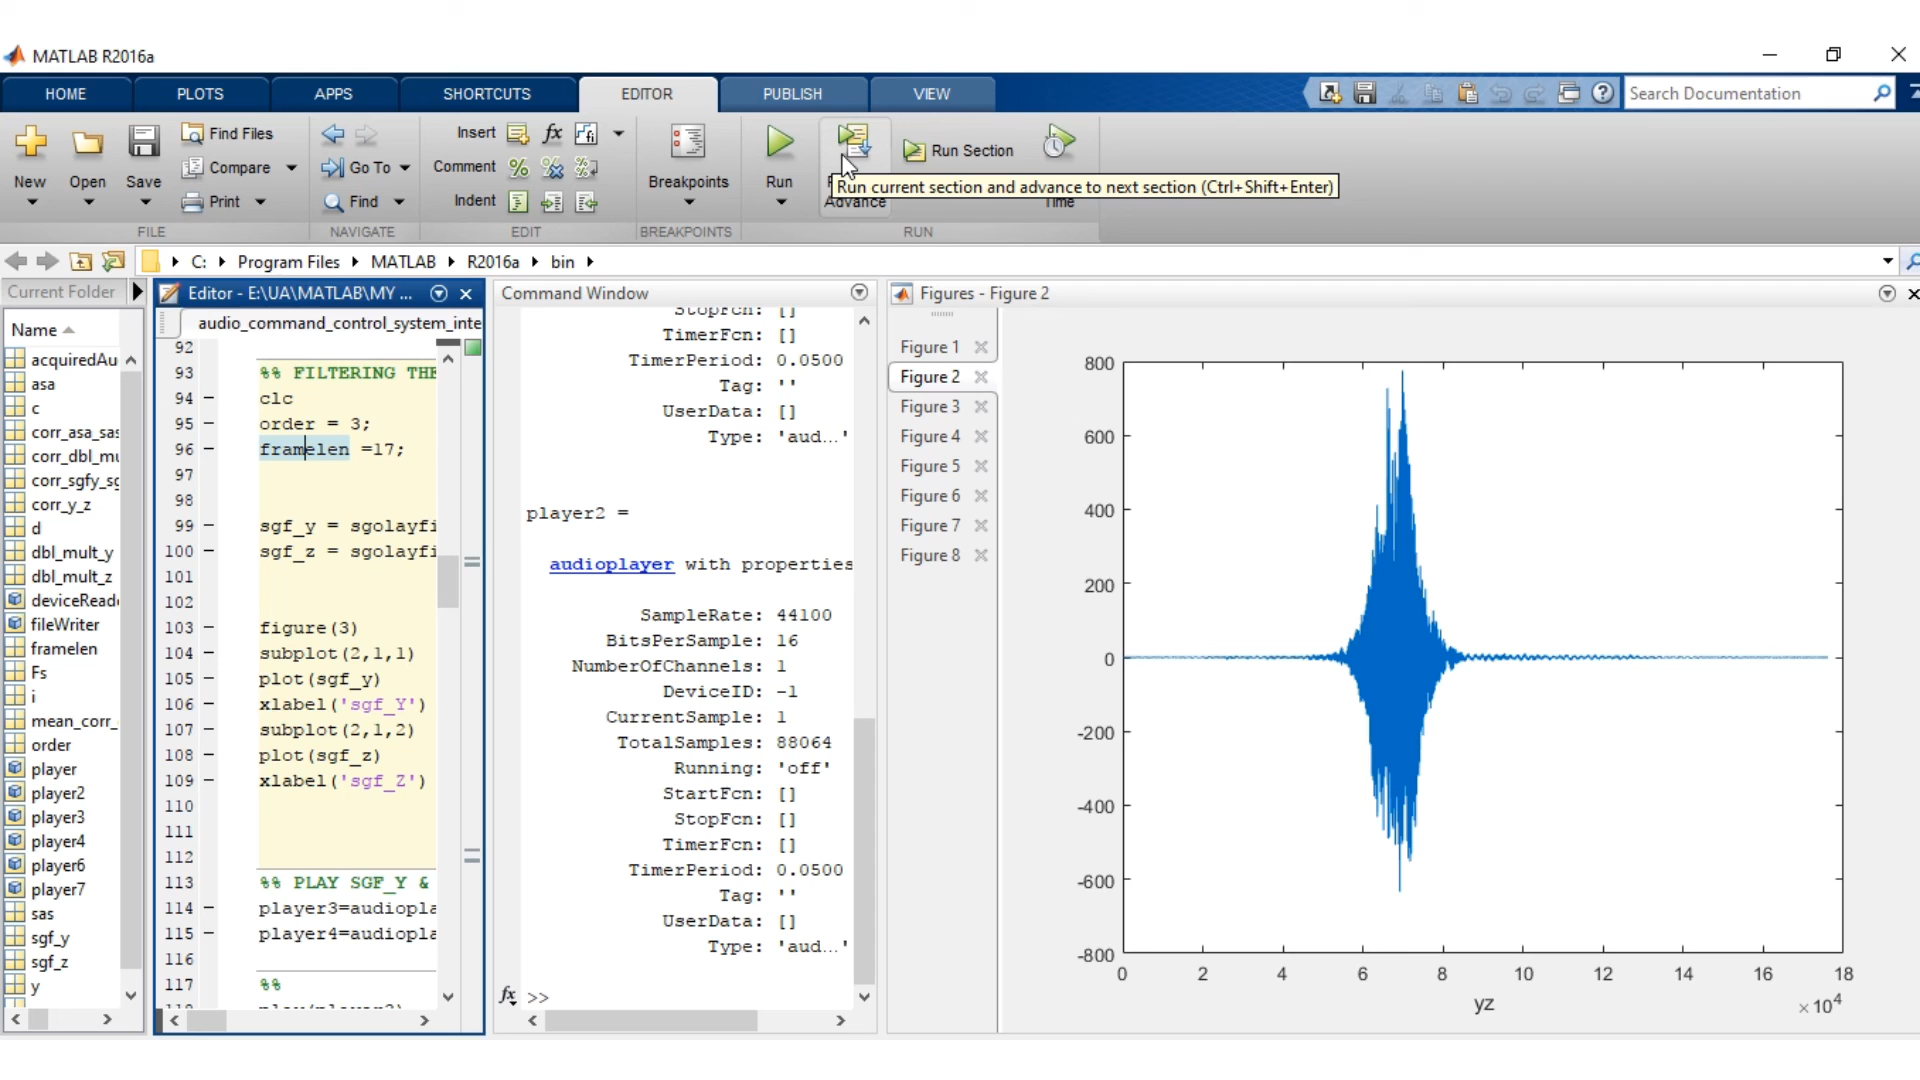 MATLAB R2016a
HOME PLOTS APPS SHORTCUTS EDITOR PUBLISH VIEW Search Documentation
New Open Save Find Files Compare Print
Go To Find
Insert fx Comment Indent
Breakpoints Run Advance Run Section Time
Run current section and advance to next section (Ctrl+Shift+Enter)
FILE NAVIGATE EDIT BREAKPOINTS RUN
C: Program Files MATLAB R2016a bin
Current Folder
Name
acquiredAu
asa
c
corr_asa_sas
corr_dbl_mu
corr_sgfy_sg
corr_y_z
d
dbl_mult_y
dbl_mult_z
deviceReade
fileWriter
framelen
Fs
i
mean_corr_
order
player
player2
player3
player4
player6
player7
sas
sgf_y
sgf_z
y
Editor - E:\UA\MATLAB\MY ...
audio_command_control_system_inte
92
93 %% FILTERING THE
94 – clc
95 – order = 3;
96 – framelen =17;
97
98
99 – sgf_y = sgolayfi
100 – sgf_z = sgolayfi
101
102
103 – figure(3)
104 – subplot(2,1,1)
105 – plot(sgf_y)
106 – xlabel('sgf_Y')
107 – subplot(2,1,2)
108 – plot(sgf_z)
109 – xlabel('sgf_Z')
110
111
112
113 %% PLAY SGF_Y &
114 – player3=audiopla
115 – player4=audiopla
116
117 %%
Command Window
StopFcn: []
TimerFcn: []
TimerPeriod: 0.0500
Tag: ''
UserData: []
Type: 'aud...'
player2 =
audioplayer with properties
SampleRate: 44100
BitsPerSample: 16
NumberOfChannels: 1
DeviceID: -1
CurrentSample: 1
TotalSamples: 88064
Running: 'off'
StartFcn: []
StopFcn: []
TimerFcn: []
TimerPeriod: 0.0500
Tag: ''
UserData: []
Type: 'aud...'
fx >>
Figures - Figure 2
Figure 1
Figure 2
Figure 3
Figure 4
Figure 5
Figure 6
Figure 7
Figure 8
800
600
400
200
0
-200
-400
-600
-800
0 2 4 6 8 10 12 14 16 18
yz
×10⁴